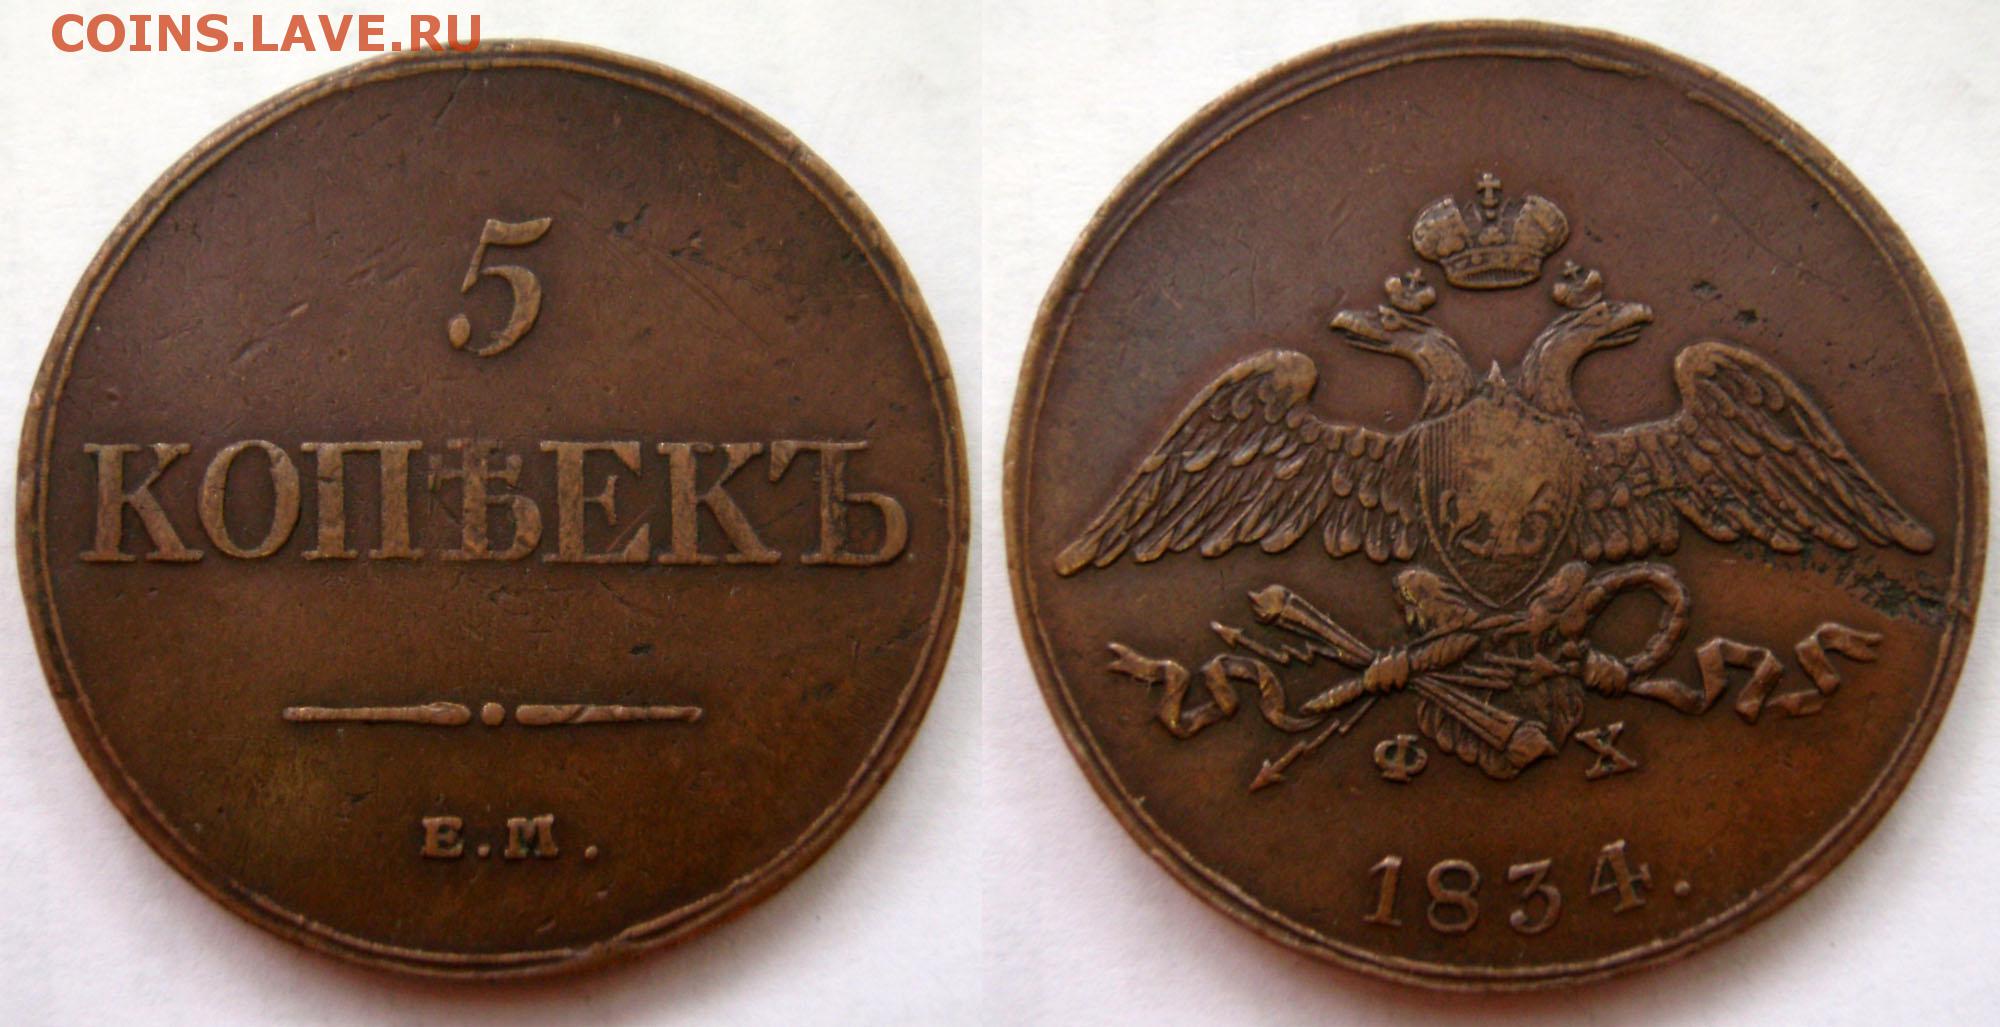 COINS.LAVE.RU
5
КОПѢЕКЪ
Е.М.
Ф Х
1834.